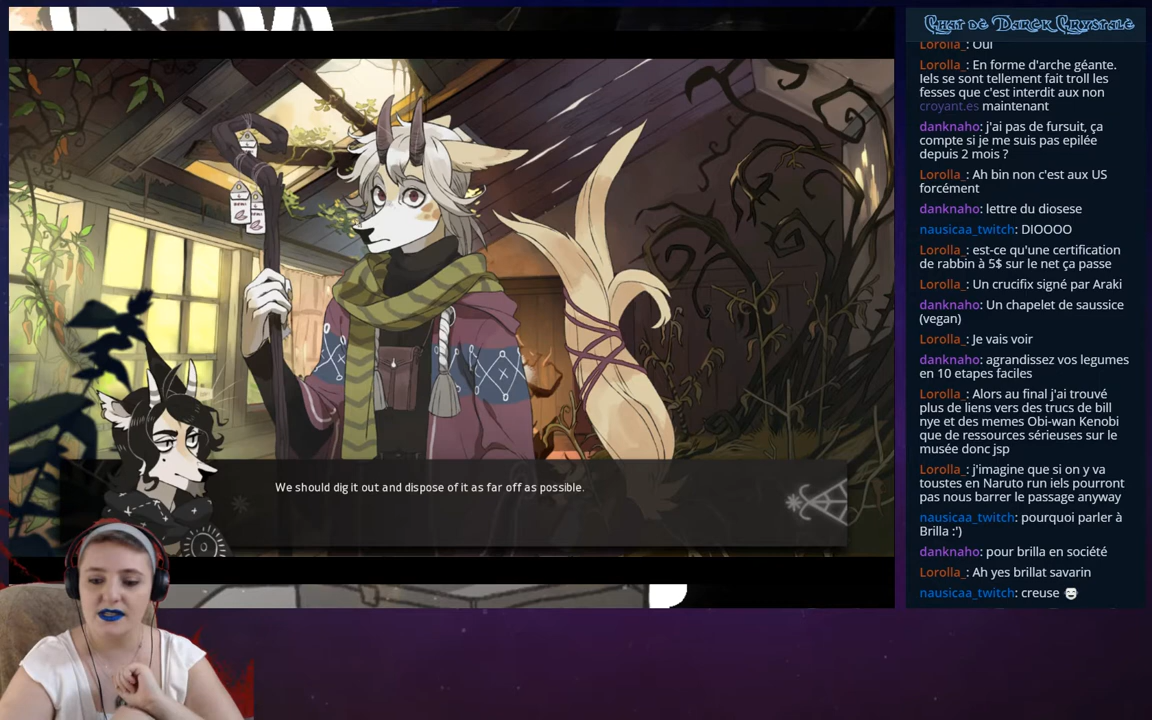 We should dig it out and dispose of it as far off as possible.
Chat de Darck Crystale
Lorolla_: Oui
Lorolla_: En forme d'arche géante.
Iels se sont tellement fait troll les
fesses que c'est interdit aux non
croyant.es maintenant
danknaho: j'ai pas de fursuit, ça
compte si je me suis pas epilée
depuis 2 mois ?
Lorolla_: Ah bin non c'est aux US
forcément
danknaho: lettre du diosese
nausicaa_twitch: DIOOOO
Lorolla_: est-ce qu'une certification
de rabbin à 5$ sur le net ça passe
Lorolla_: Un crucifix signé par Araki
danknaho: Un chapelet de saussice
(vegan)
Lorolla_: Je vais voir
danknaho: agrandissez vos legumes
en 10 etapes faciles
Lorolla_: Alors au final j'ai trouvé
plus de liens vers des trucs de bill
nye et des memes Obi-wan Kenobi
que de ressources sérieuses sur le
musée donc jsp
Lorolla_: j'imagine que si on y va
toustes en Naruto run iels pourront
pas nous barrer le passage anyway
nausicaa_twitch: pourquoi parler à
Brilla :')
danknaho: pour brilla en société
Lorolla_: Ah yes brillat savarin
nausicaa_twitch: creuse